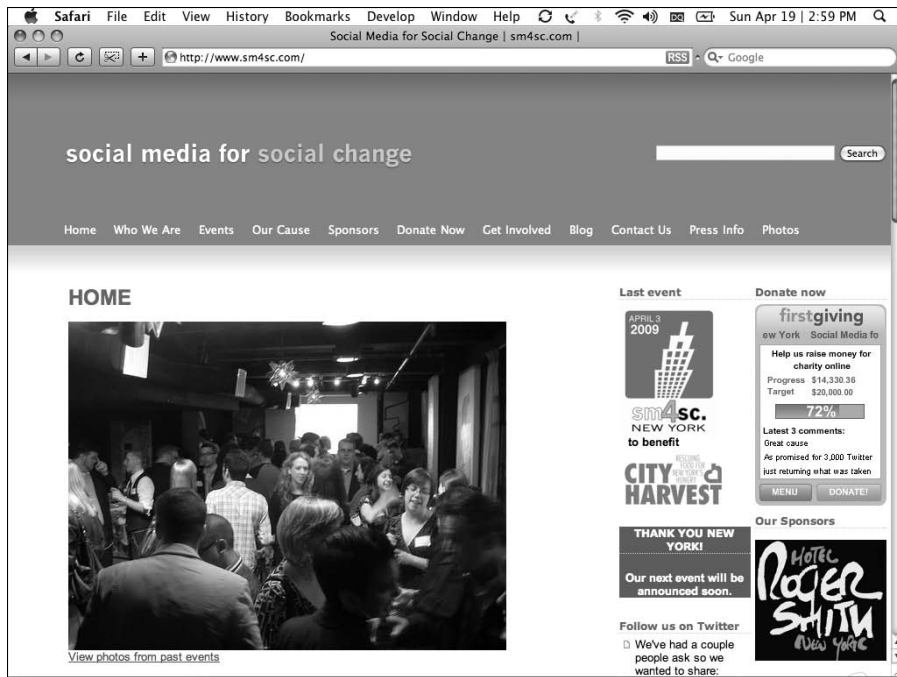 Safari File Edit View History Bookmarks Develop Window Help Sun Apr 19 | 2:59 PM
Social Media for Social Change | sm4sc.com |
http://www.sm4sc.com/ RSS Google
social media for social change
Search
Home Who We Are Events Our Cause Sponsors Donate Now Get Involved Blog Contact Us Press Info Photos
HOME
View photos from past events
Last event
APRIL 3
2009
sm4sc.
NEW YORK
to benefit
RESCUING
FOOD FOR
NEW YORK'S
HUNGRY
CITY
HARVEST
THANK YOU NEW
YORK!
Our next event will be
announced soon.
Follow us on Twitter
We've had a couple
people ask so we
wanted to share:
Donate now
firstgiving
ew York Social Media fo
Help us raise money for
charity online
Progress $14,330.36
Target $20,000.00
72%
Latest 3 comments:
Great cause
As promised for 3,000 Twitter
just returning what was taken
MENU DONATE!
Our Sponsors
HOTEL
ROGER
SMITH
NEW YORK